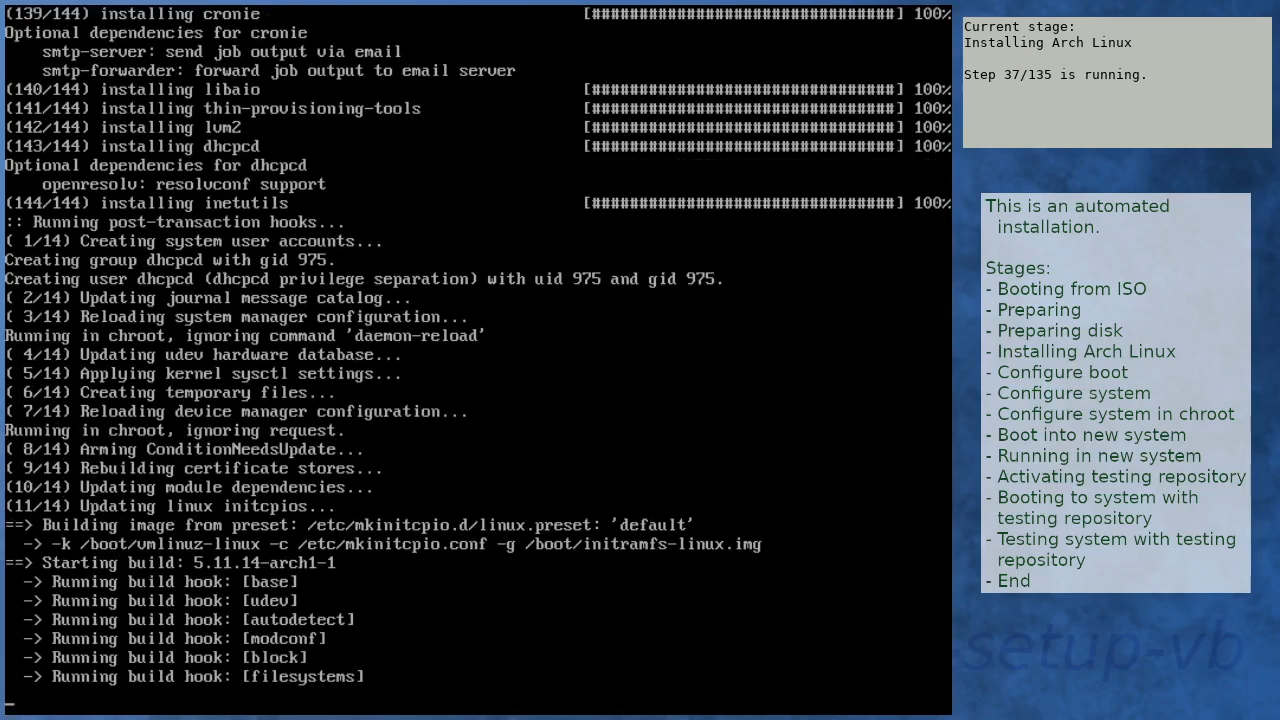 (139/144) installing cronie [################################] 100%
Optional dependencies for cronie
    smtp-server: send job output via email
    smtp-forwarder: forward job output to email server
(140/144) installing libaio [################################] 100%
(141/144) installing thin-provisioning-tools [################################] 100%
(142/144) installing lvm2 [################################] 100%
(143/144) installing dhcpcd [################################] 100%
Optional dependencies for dhcpcd
    openresolv: resolvconf support
(144/144) installing inetutils [################################] 100%
:: Running post-transaction hooks...
( 1/14) Creating system user accounts...
Creating group dhcpcd with gid 975.
Creating user dhcpcd (dhcpcd privilege separation) with uid 975 and gid 975.
( 2/14) Updating journal message catalog...
( 3/14) Reloading system manager configuration...
Running in chroot, ignoring command 'daemon-reload'
( 4/14) Updating udev hardware database...
( 5/14) Applying kernel sysctl settings...
( 6/14) Creating temporary files...
( 7/14) Reloading device manager configuration...
Running in chroot, ignoring request.
( 8/14) Arming ConditionNeedsUpdate...
( 9/14) Rebuilding certificate stores...
(10/14) Updating module dependencies...
(11/14) Updating linux initcpios...
==> Building image from preset: /etc/mkinitcpio.d/linux.preset: 'default'
  -> -k /boot/vmlinuz-linux -c /etc/mkinitcpio.conf -g /boot/initramfs-linux.img
==> Starting build: 5.11.14-arch1-1
  -> Running build hook: [base]
  -> Running build hook: [udev]
  -> Running build hook: [autodetect]
  -> Running build hook: [modconf]
  -> Running build hook: [block]
  -> Running build hook: [filesystems]
_
Current stage:
Installing Arch Linux
Step 37/135 is running.
This is an automated
installation.
Stages:
- Booting from ISO
- Preparing
- Preparing disk
- Installing Arch Linux
- Configure boot
- Configure system
- Configure system in chroot
- Boot into new system
- Running in new system
- Activating testing repository
- Booting to system with
testing repository
- Testing system with testing
repository
- End
setup-vb